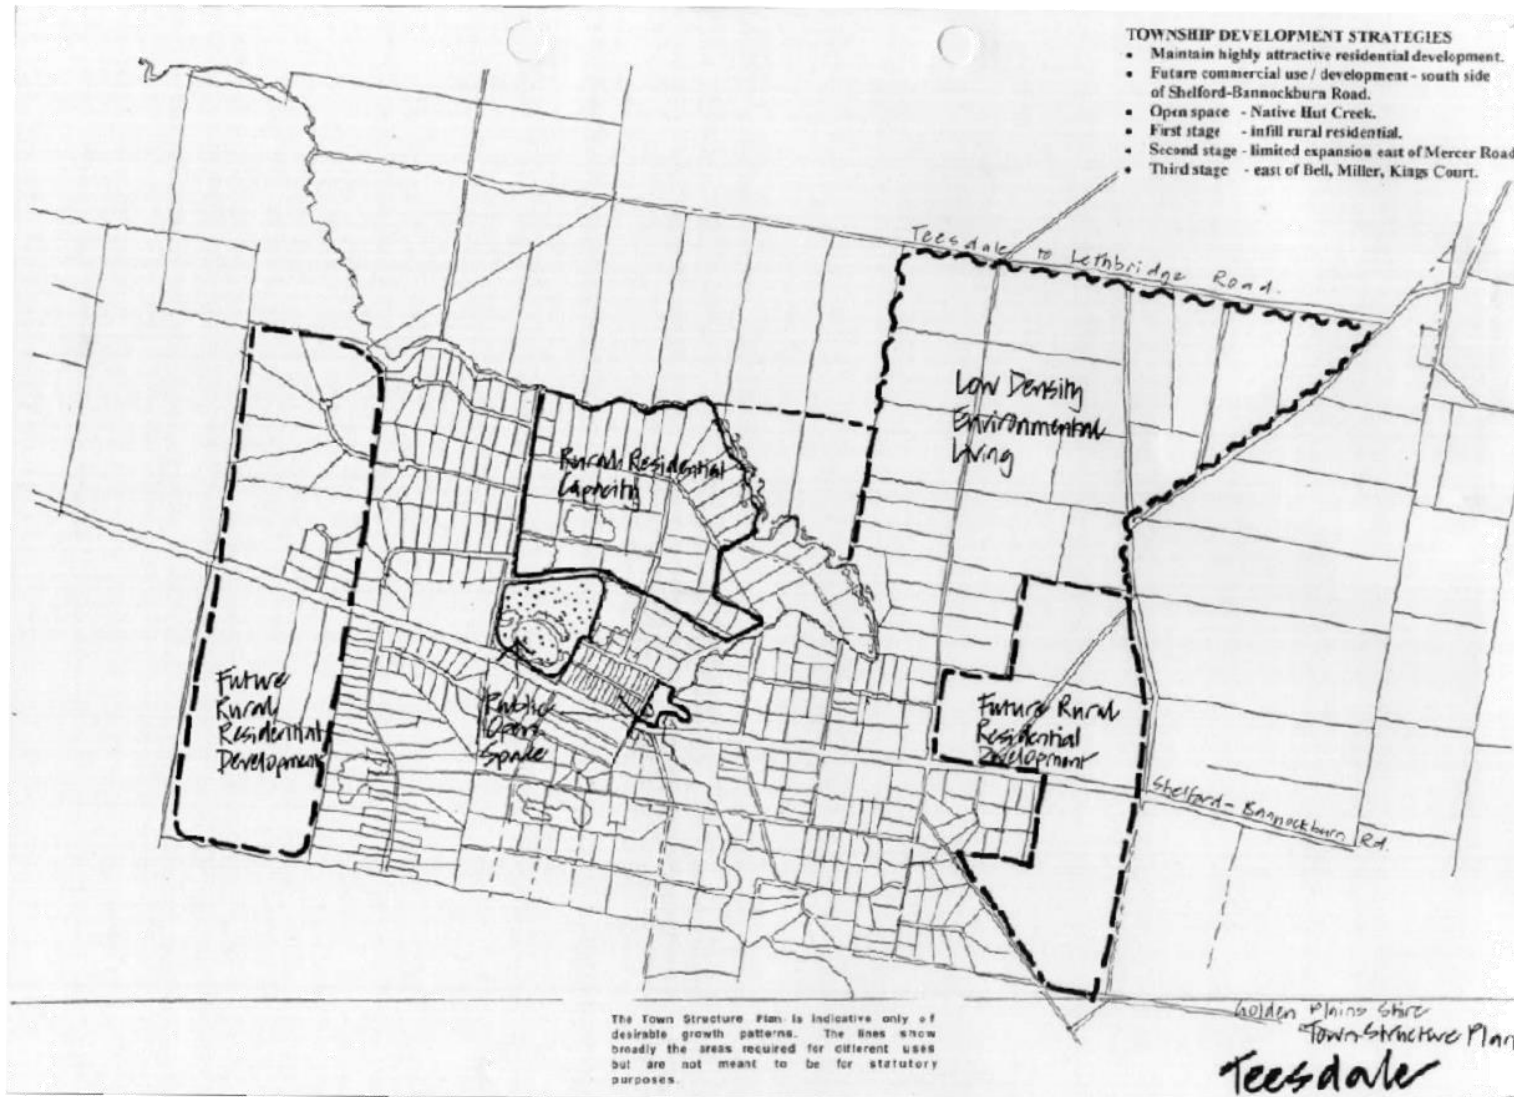 TOWNSHIP DEVELOPMENT STRATEGIES
• Maintain highly attractive residential development.
• Future commercial use / development - south side
of Shelford-Bannockburn Road.
• Open space - Native Hut Creek.
• First stage - infill rural residential.
• Second stage - limited expansion east of Mercer Road
• Third stage - east of Bell, Miller, Kings Court.
Teesdale to Lethbridge Road.
Low Density
Environmental
Living
Rural Residential
Capacity
Future
Rural
Residential
Development
Public
Open
Space
Future Rural
Residential
Development
Shelford - Bannockburn Rd.
The Town Structure Plan is indicative only of
desirable growth patterns. The lines show
broadly the areas required for different uses
but are not meant to be for statutory
purposes.
Golden Plains Shire
Town Structure Plan
Teesdale